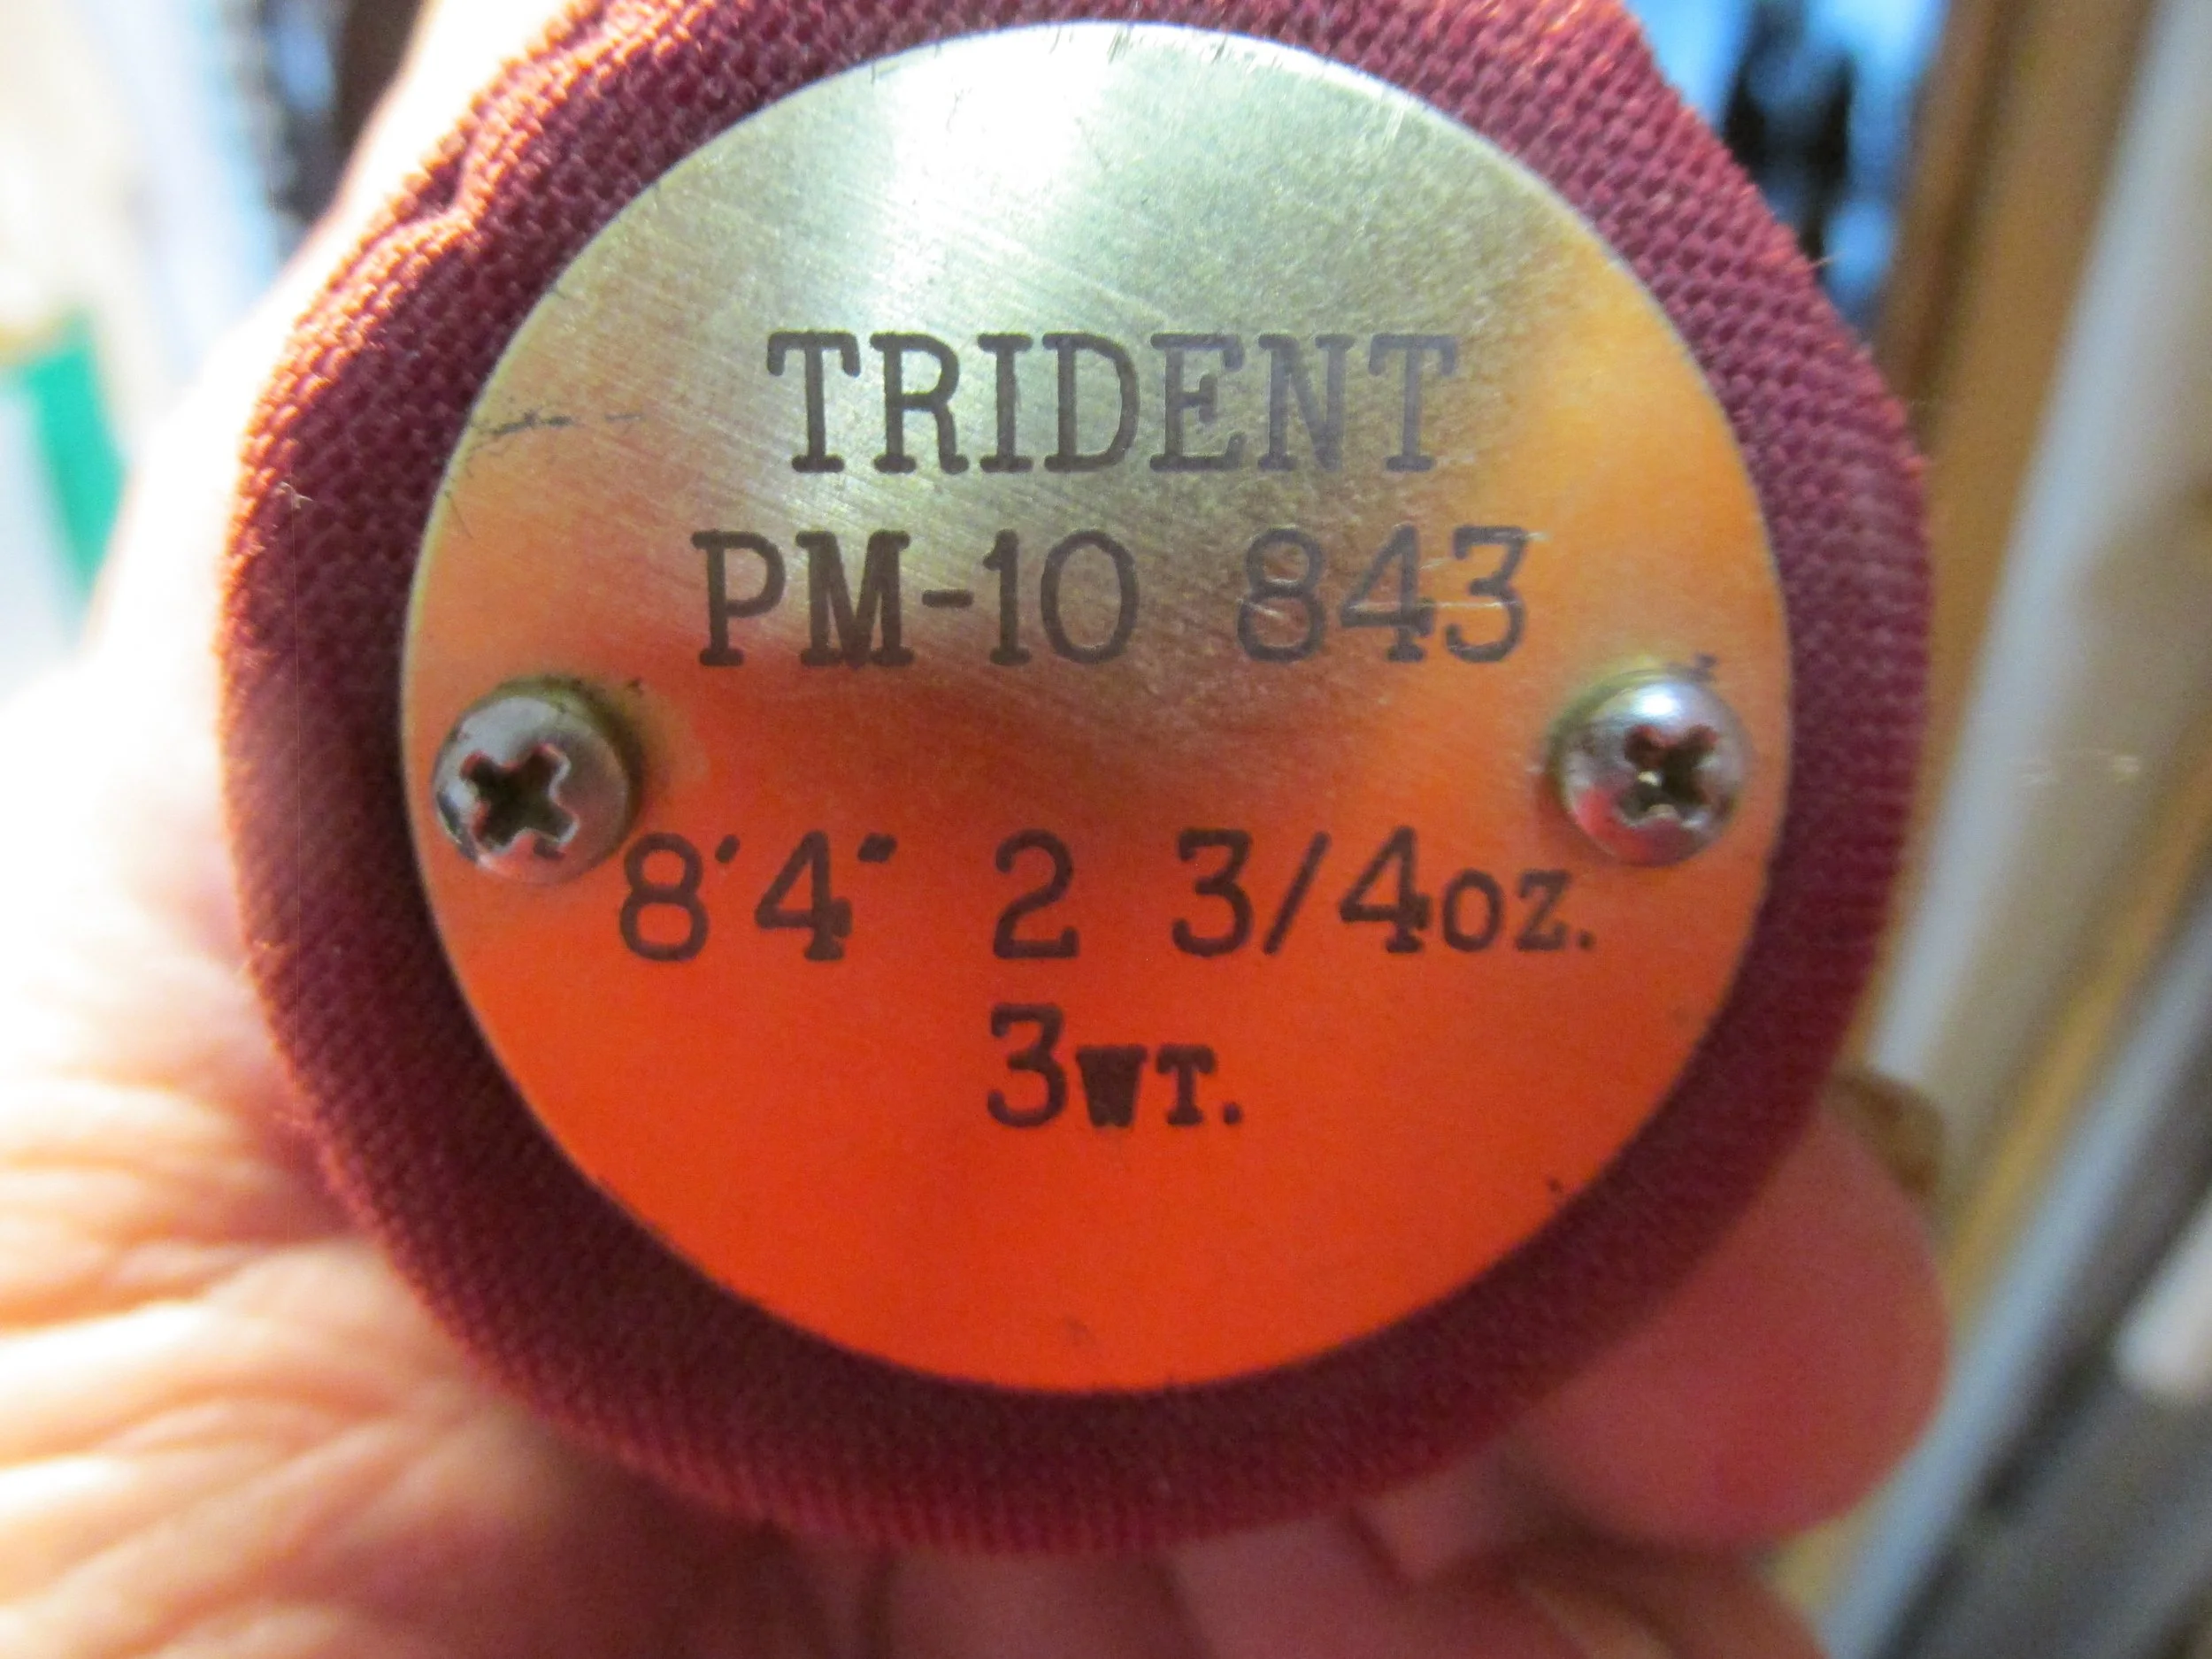 TRIDENT
PM-10 843
8'4" 2 3/4oz.
3WT.